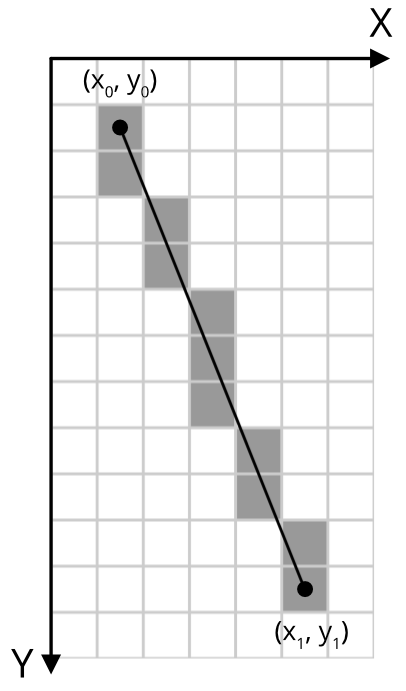 X
(x₀, y₀)
(x₁, y₁)
Y